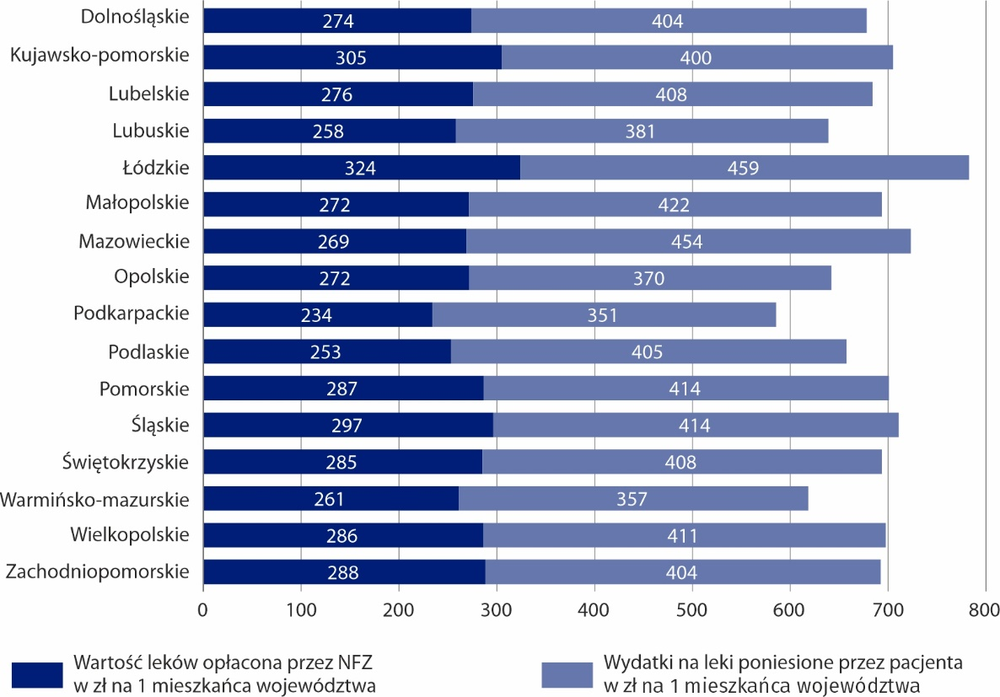 Dolnośląskie 274 404
Kujawsko-pomorskie 305 400
Lubelskie 276 408
Lubuskie 258 381
Łódzkie 324 459
Małopolskie 272 422
Mazowieckie 269 454
Opolskie 272 370
Podkarpackie 234 351
Podlaskie 253 405
Pomorskie 287 414
Śląskie 297 414
Świętokrzyskie 285 408
Warmińsko-mazurskie 261 357
Wielkopolskie 286 411
Zachodniopomorskie 288 404
0 100 200 300 400 500 600 700 800
Wartość leków opłacona przez NFZ
w zł na 1 mieszkańca województwa
Wydatki na leki poniesione przez pacjenta
w zł na 1 mieszkańca województwa